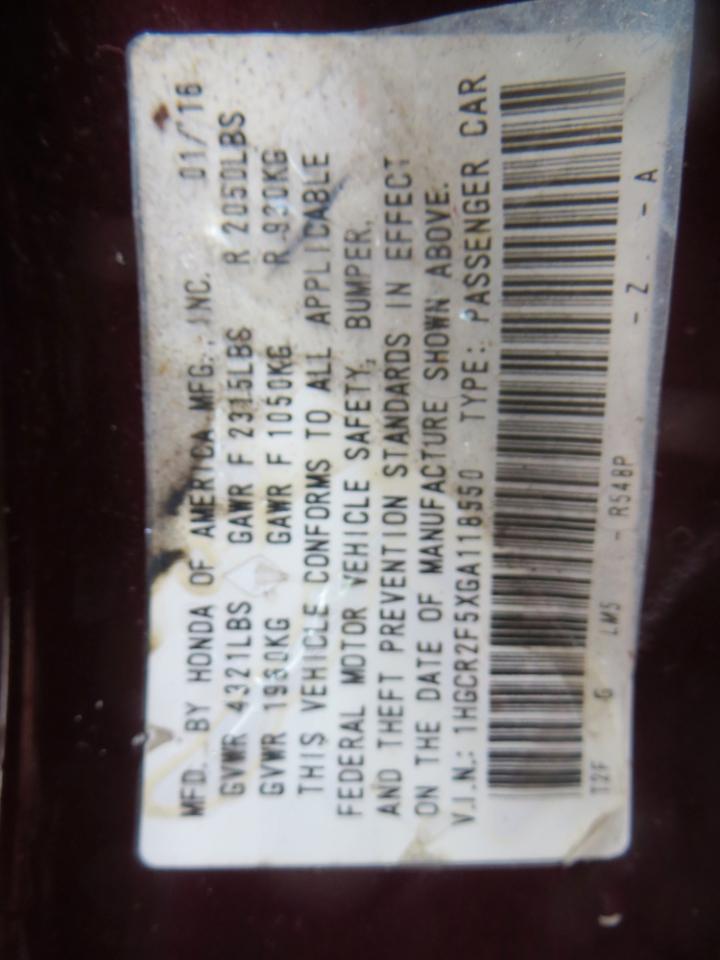 MFD. BY HONDA OF AMERICA MFG., INC. 01/16
GVWR 4321LBS GAWR F 2315LBS R 2050LBS
GVWR 1960KG GAWR F 1050KG R 930KG
THIS VEHICLE CONFORMS TO ALL APPLICABLE
FEDERAL MOTOR VEHICLE SAFETY, BUMPER,
AND THEFT PREVENTION STANDARDS IN EFFECT
ON THE DATE OF MANUFACTURE SHOWN ABOVE.
V.I.N.: 1HGCR2F5XGA118550 TYPE: PASSENGER CAR
T2F G LM5 - R548P - Z - A